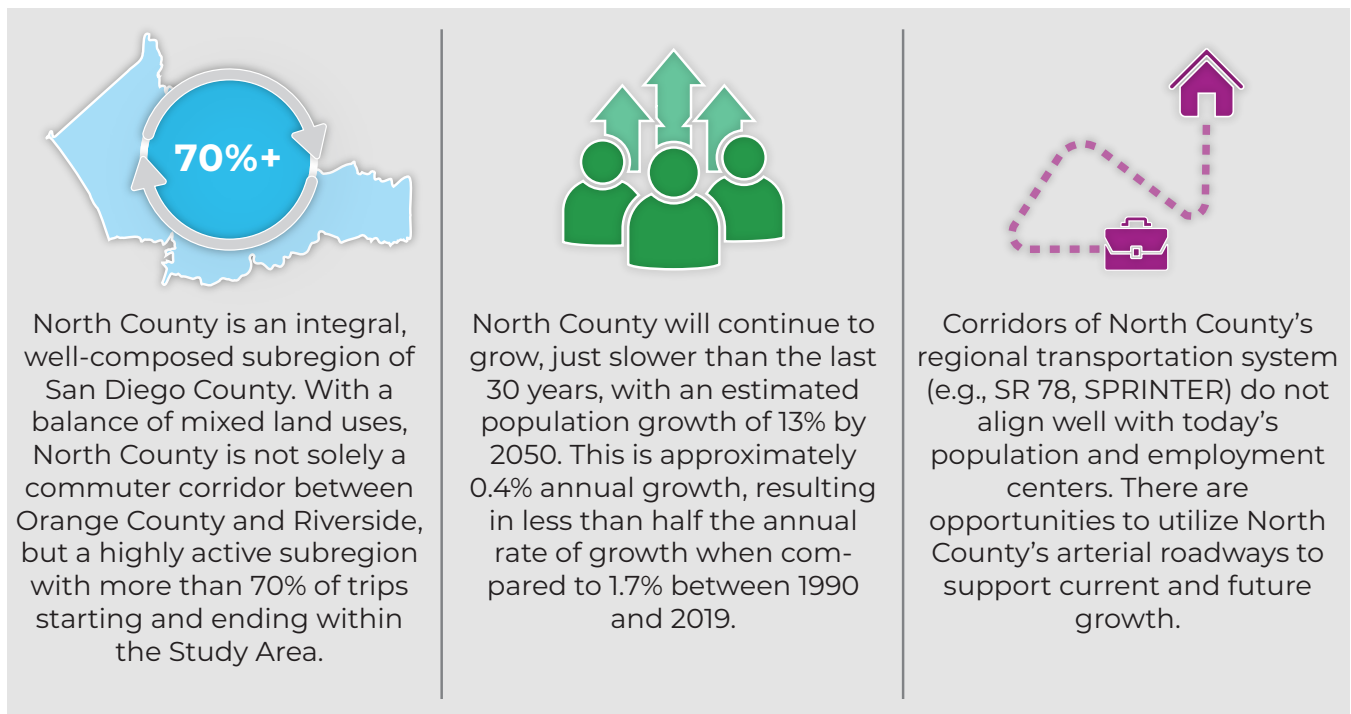 70%+
North County is an integral,
well-composed subregion of
San Diego County. With a
balance of mixed land uses,
North County is not solely a
commuter corridor between
Orange County and Riverside,
but a highly active subregion
with more than 70% of trips
starting and ending within
the Study Area.
North County will continue to
grow, just slower than the last
30 years, with an estimated
population growth of 13% by
2050. This is approximately
0.4% annual growth, resulting
in less than half the annual
rate of growth when com-
pared to 1.7% between 1990
and 2019.
Corridors of North County’s
regional transportation system
(e.g., SR 78, SPRINTER) do not
align well with today’s
population and employment
centers. There are
opportunities to utilize North
County’s arterial roadways to
support current and future
growth.